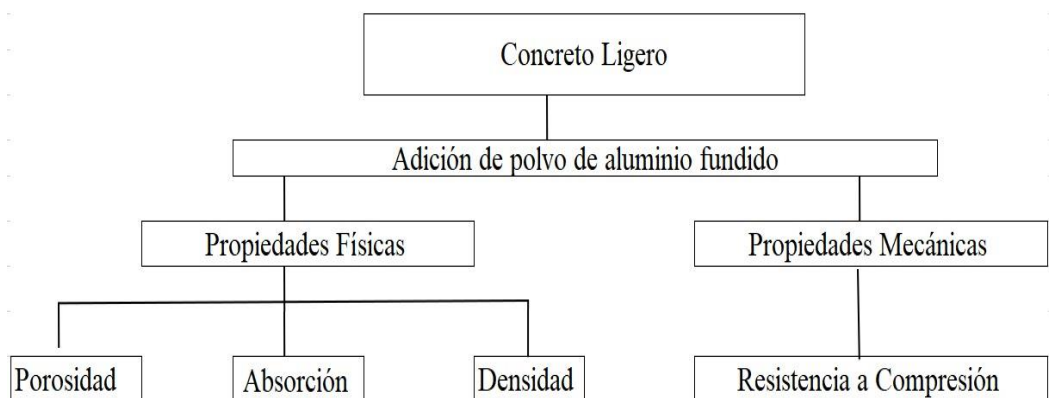 Concreto Ligero
Adición de polvo de aluminio fundido
Propiedades Físicas
Propiedades Mecánicas
Porosidad
Absorción
Densidad
Resistencia a Compresión